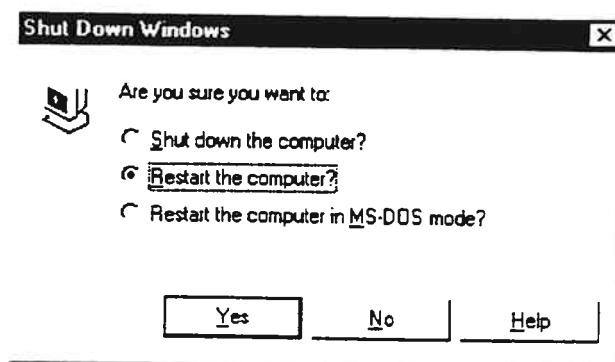 Shut Down Windows
Are you sure you want to:
Shut down the computer?
Restart the computer?
Restart the computer in MS-DOS mode?
Yes No Help